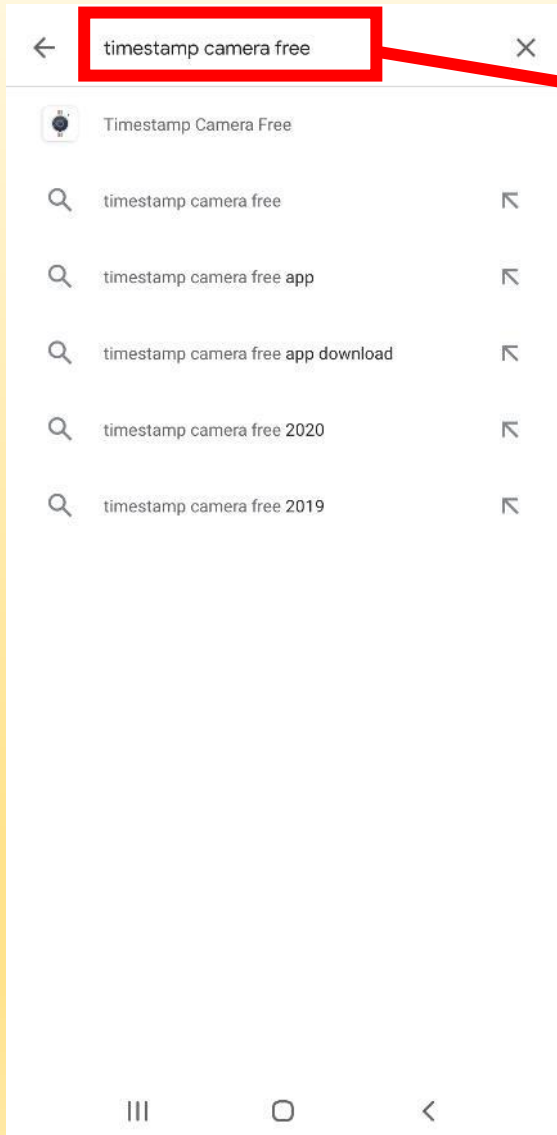 timestamp camera free
Timestamp Camera Free
timestamp camera free
timestamp camera free app
timestamp camera free app download
timestamp camera free 2020
timestamp camera free 2019